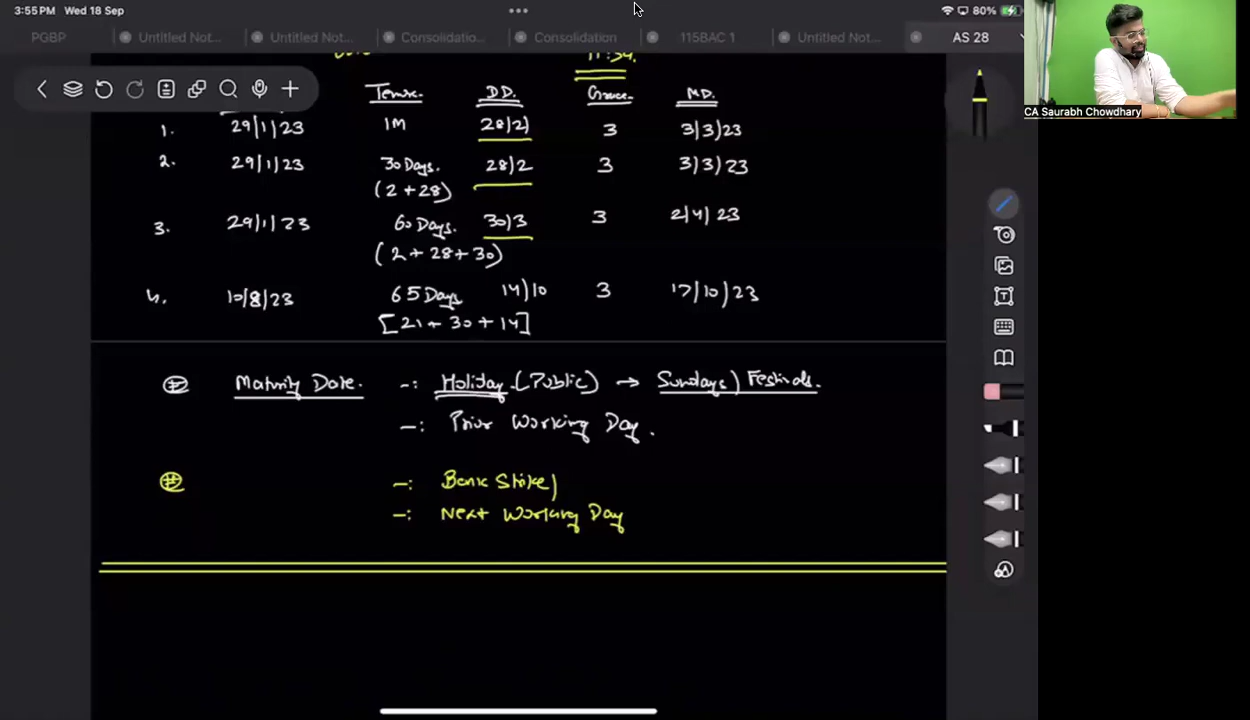 3:55 PM Wed 18 Sep
80%
PGBP
Untitled Not...
Untitled Not...
Consolidatio...
Consolidation
115BAC 1
Untitled Not...
AS 28
CA Saurabh Chowdhary
Tenure. DD. Grace. MD.
1. 29/1/23 1M 28/2) 3 3/3/23
2. 29/1/23 30 Days. 28/2 3 3/3/23
(2 + 28)
3. 29/1/23 60 Days. 30/3 3 2/4/23
(2 + 28 + 30)
4. 10/8/23 65 Days 14/10 3 17/10/23
[21 + 30 + 14]
# Maturity Date. -: Holiday -(Public) → Sundays) Festivals.
-: Prior Working Day.
# -: Bank Strike)
-: Next Working Day